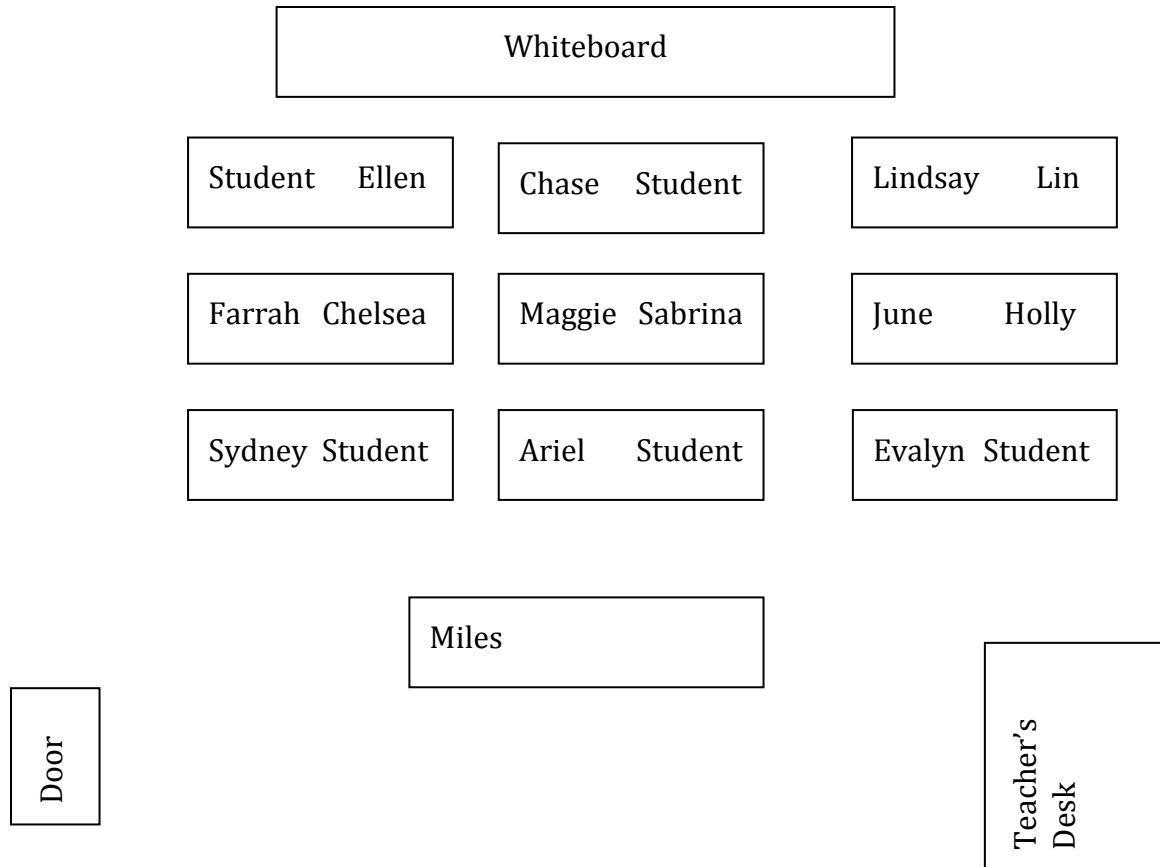 Whiteboard
Student Ellen
Chase Student
Lindsay Lin
Farrah Chelsea
Maggie Sabrina
June Holly
Sydney Student
Ariel Student
Evalyn Student
Miles
Door
Teacher’s
Desk